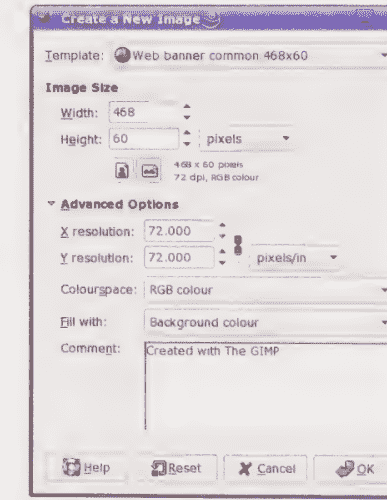 Create a New Image
Template: Web banner common 468x60
Image Size
Width: 468
Height: 60 pixels
468 x 60 pixels
72 dpi, RGB colour
Advanced Options
X resolution: 72.000
Y resolution: 72.000 pixels/in
Colourspace: RGB colour
Fill with: Background colour
Comment: Created with The GIMP
Help Reset Cancel OK